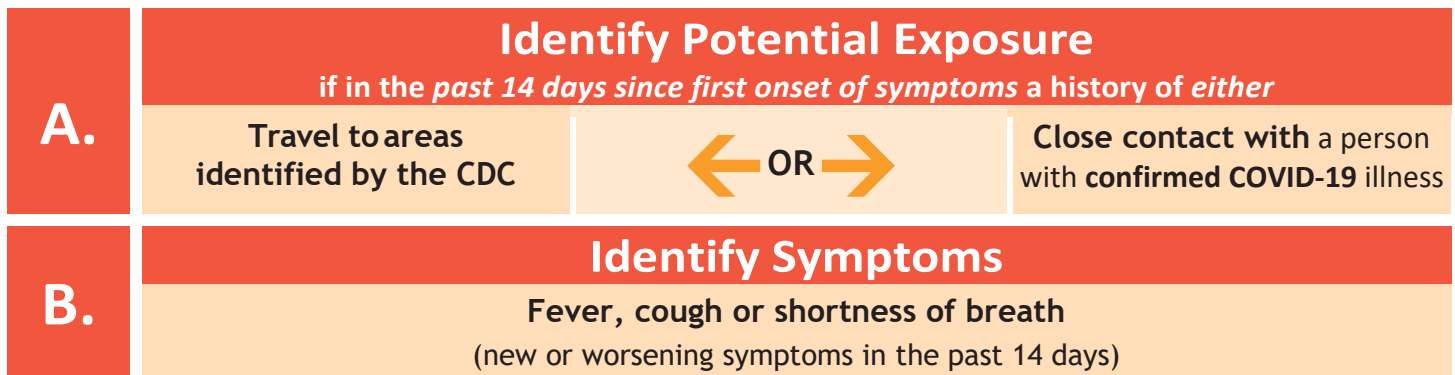 A.
Identify Potential Exposure
if in the past 14 days since first onset of symptoms a history of either
Travel to areas
identified by the CDC
OR
Close contact with a person
with confirmed COVID-19 illness
B.
Identify Symptoms
Fever, cough or shortness of breath
(new or worsening symptoms in the past 14 days)